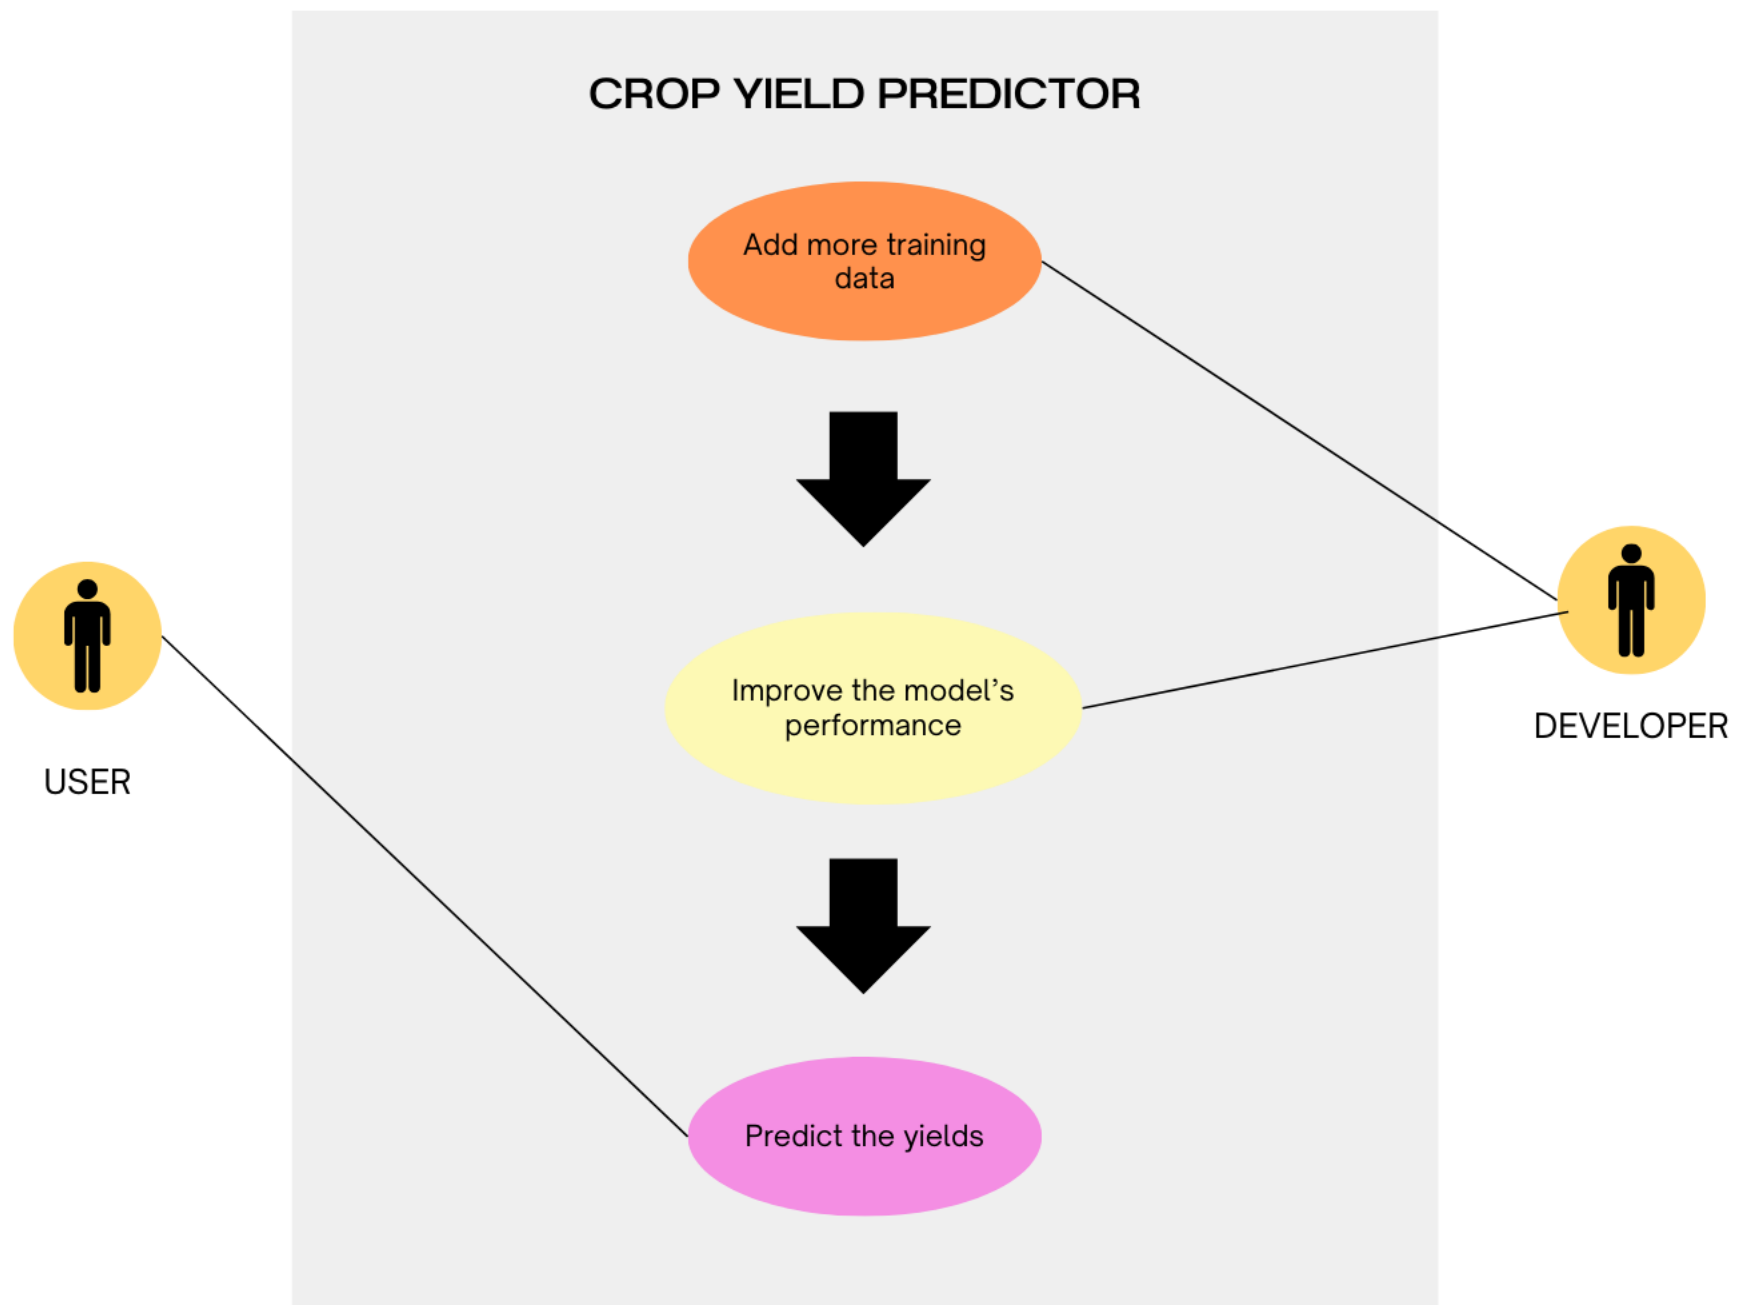 CROP YIELD PREDICTOR
Add more training
data
Improve the model’s
performance
DEVELOPER
USER
Predict the yields